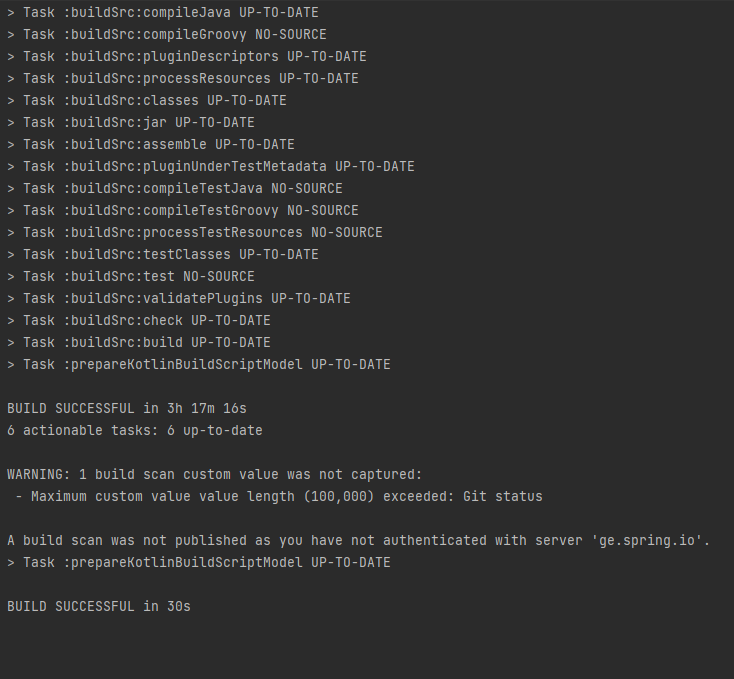 > Task :buildSrc:compileJava UP-TO-DATE
> Task :buildSrc:compileGroovy NO-SOURCE
> Task :buildSrc:pluginDescriptors UP-TO-DATE
> Task :buildSrc:processResources UP-TO-DATE
> Task :buildSrc:classes UP-TO-DATE
> Task :buildSrc:jar UP-TO-DATE
> Task :buildSrc:assemble UP-TO-DATE
> Task :buildSrc:pluginUnderTestMetadata UP-TO-DATE
> Task :buildSrc:compileTestJava NO-SOURCE
> Task :buildSrc:compileTestGroovy NO-SOURCE
> Task :buildSrc:processTestResources NO-SOURCE
> Task :buildSrc:testClasses UP-TO-DATE
> Task :buildSrc:test NO-SOURCE
> Task :buildSrc:validatePlugins UP-TO-DATE
> Task :buildSrc:check UP-TO-DATE
> Task :buildSrc:build UP-TO-DATE
> Task :prepareKotlinBuildScriptModel UP-TO-DATE
BUILD SUCCESSFUL in 3h 17m 16s
6 actionable tasks: 6 up-to-date
WARNING: 1 build scan custom value was not captured:
 - Maximum custom value value length (100,000) exceeded: Git status
A build scan was not published as you have not authenticated with server 'ge.spring.io'.
> Task :prepareKotlinBuildScriptModel UP-TO-DATE
BUILD SUCCESSFUL in 30s